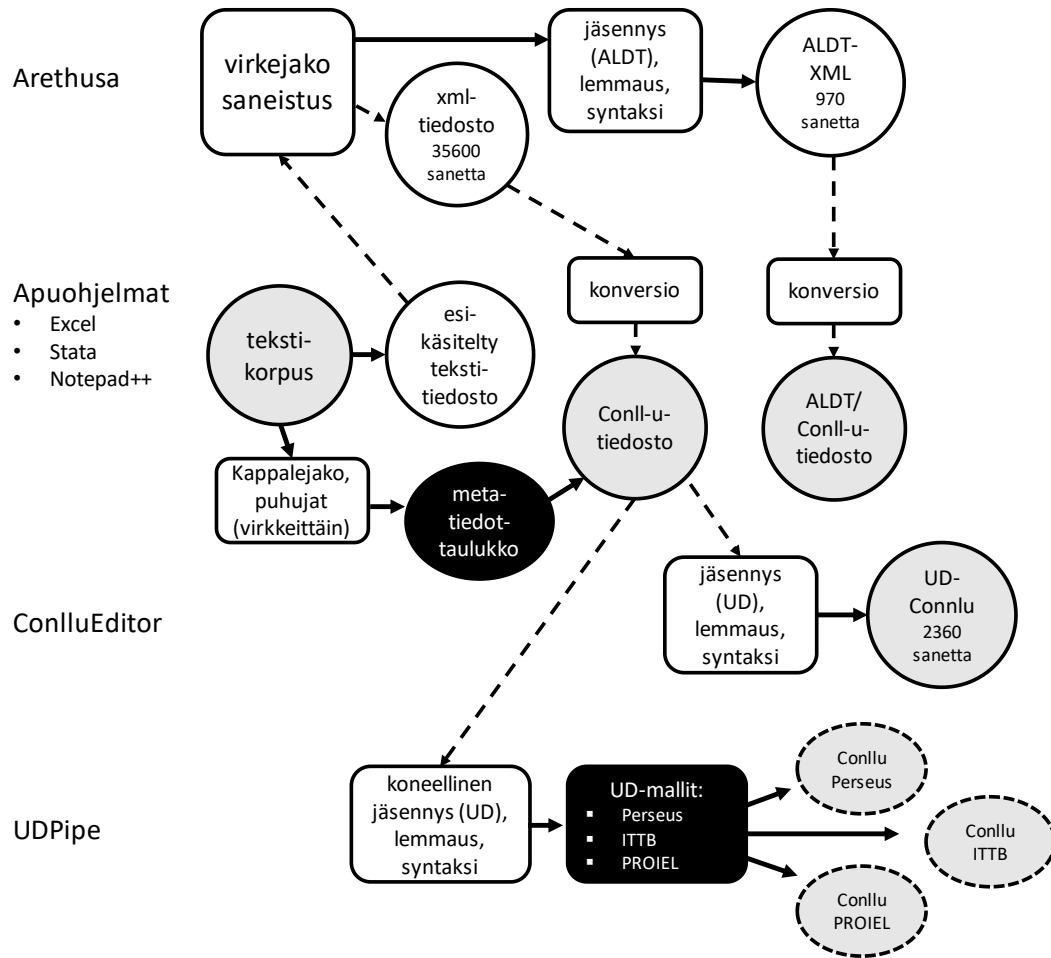 Arethusa
virkejako
saneistus
xml-
tiedosto
35600
sanetta
jäsennys
(ALDT),
lemmaus,
syntaksi
ALDT-
XML
970
sanetta
Apuohjelmat
• Excel
• Stata
• Notepad++
teksti-
korpus
esi-
käsitelty
teksti-
tiedosto
konversio
konversio
Conll-u-
tiedosto
ALDT/
Conll-u-
tiedosto
Kappalejako,
puhujat
(virkkeittäin)
meta-
tiedot-
taulukko
ConlluEditor
jäsennys
(UD),
lemmaus,
syntaksi
UD-
Connlu
2360
sanetta
UDPipe
koneellinen
jäsennys (UD),
lemmaus,
syntaksi
UD-mallit:
▪ Perseus
▪ ITTB
▪ PROIEL
Conllu
Perseus
Conllu
ITTB
Conllu
PROIEL